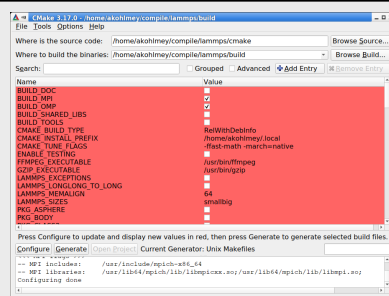 CMake 3.17.0 - /home/akohlmey/compile/lammps/build
File Tools Options Help
Where is the source code: /home/akohlmey/compile/lammps/cmake Browse Source...
Where to build the binaries: /home/akohlmey/compile/lammps/build Browse Build...
Search: Grouped Advanced Add Entry Remove Entry
Name Value
BUILD_DOC
BUILD_MPI
BUILD_OMP
BUILD_SHARED_LIBS
BUILD_TOOLS
CMAKE_BUILD_TYPE RelWithDebInfo
CMAKE_INSTALL_PREFIX /home/akohlmey/.local
CMAKE_TUNE_FLAGS -ffast-math -march=native
ENABLE_TESTING
FFMPEG_EXECUTABLE /usr/bin/ffmpeg
GZIP_EXECUTABLE /usr/bin/gzip
LAMMPS_EXCEPTIONS
LAMMPS_LONGLONG_TO_LONG
LAMMPS_MEMALIGN 64
LAMMPS_SIZES smallbig
PKG_ASPHERE
PKG_BODY
Press Configure to update and display new values in red, then press Generate to generate selected build files.
Configure Generate Open Project Current Generator: Unix Makefiles
-- MPI includes: /usr/include/mpich-x86_64
-- MPI libraries: /usr/lib64/mpich/lib/libmpicxx.so;/usr/lib64/mpich/lib/libmpi.so;
Configuring done